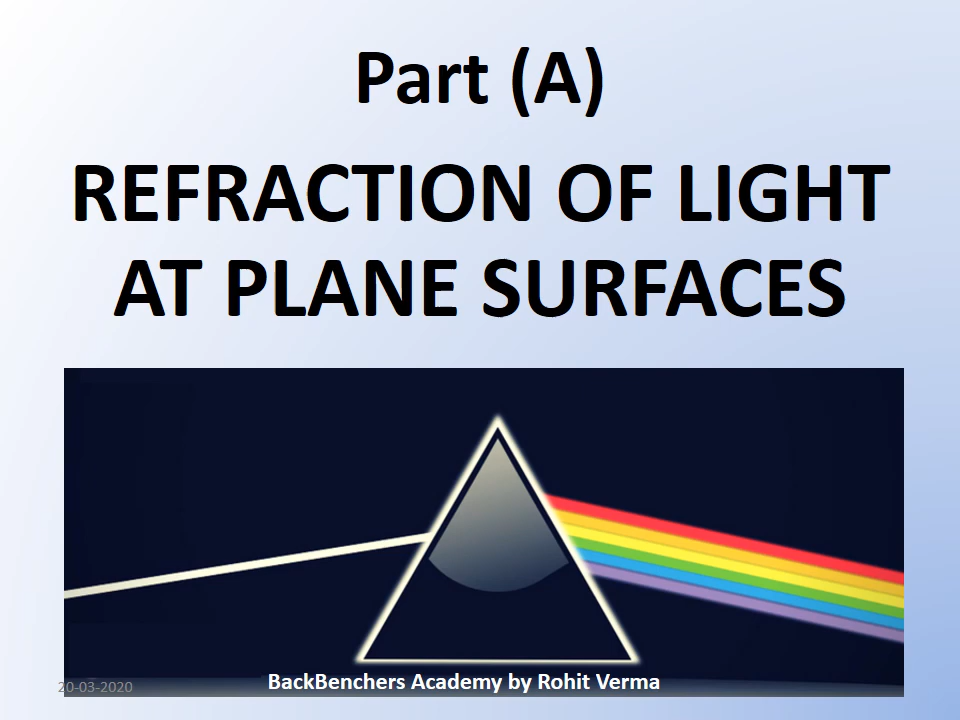 Part (A)
REFRACTION OF LIGHT
AT PLANE SURFACES
20-03-2020
BackBenchers Academy by Rohit Verma